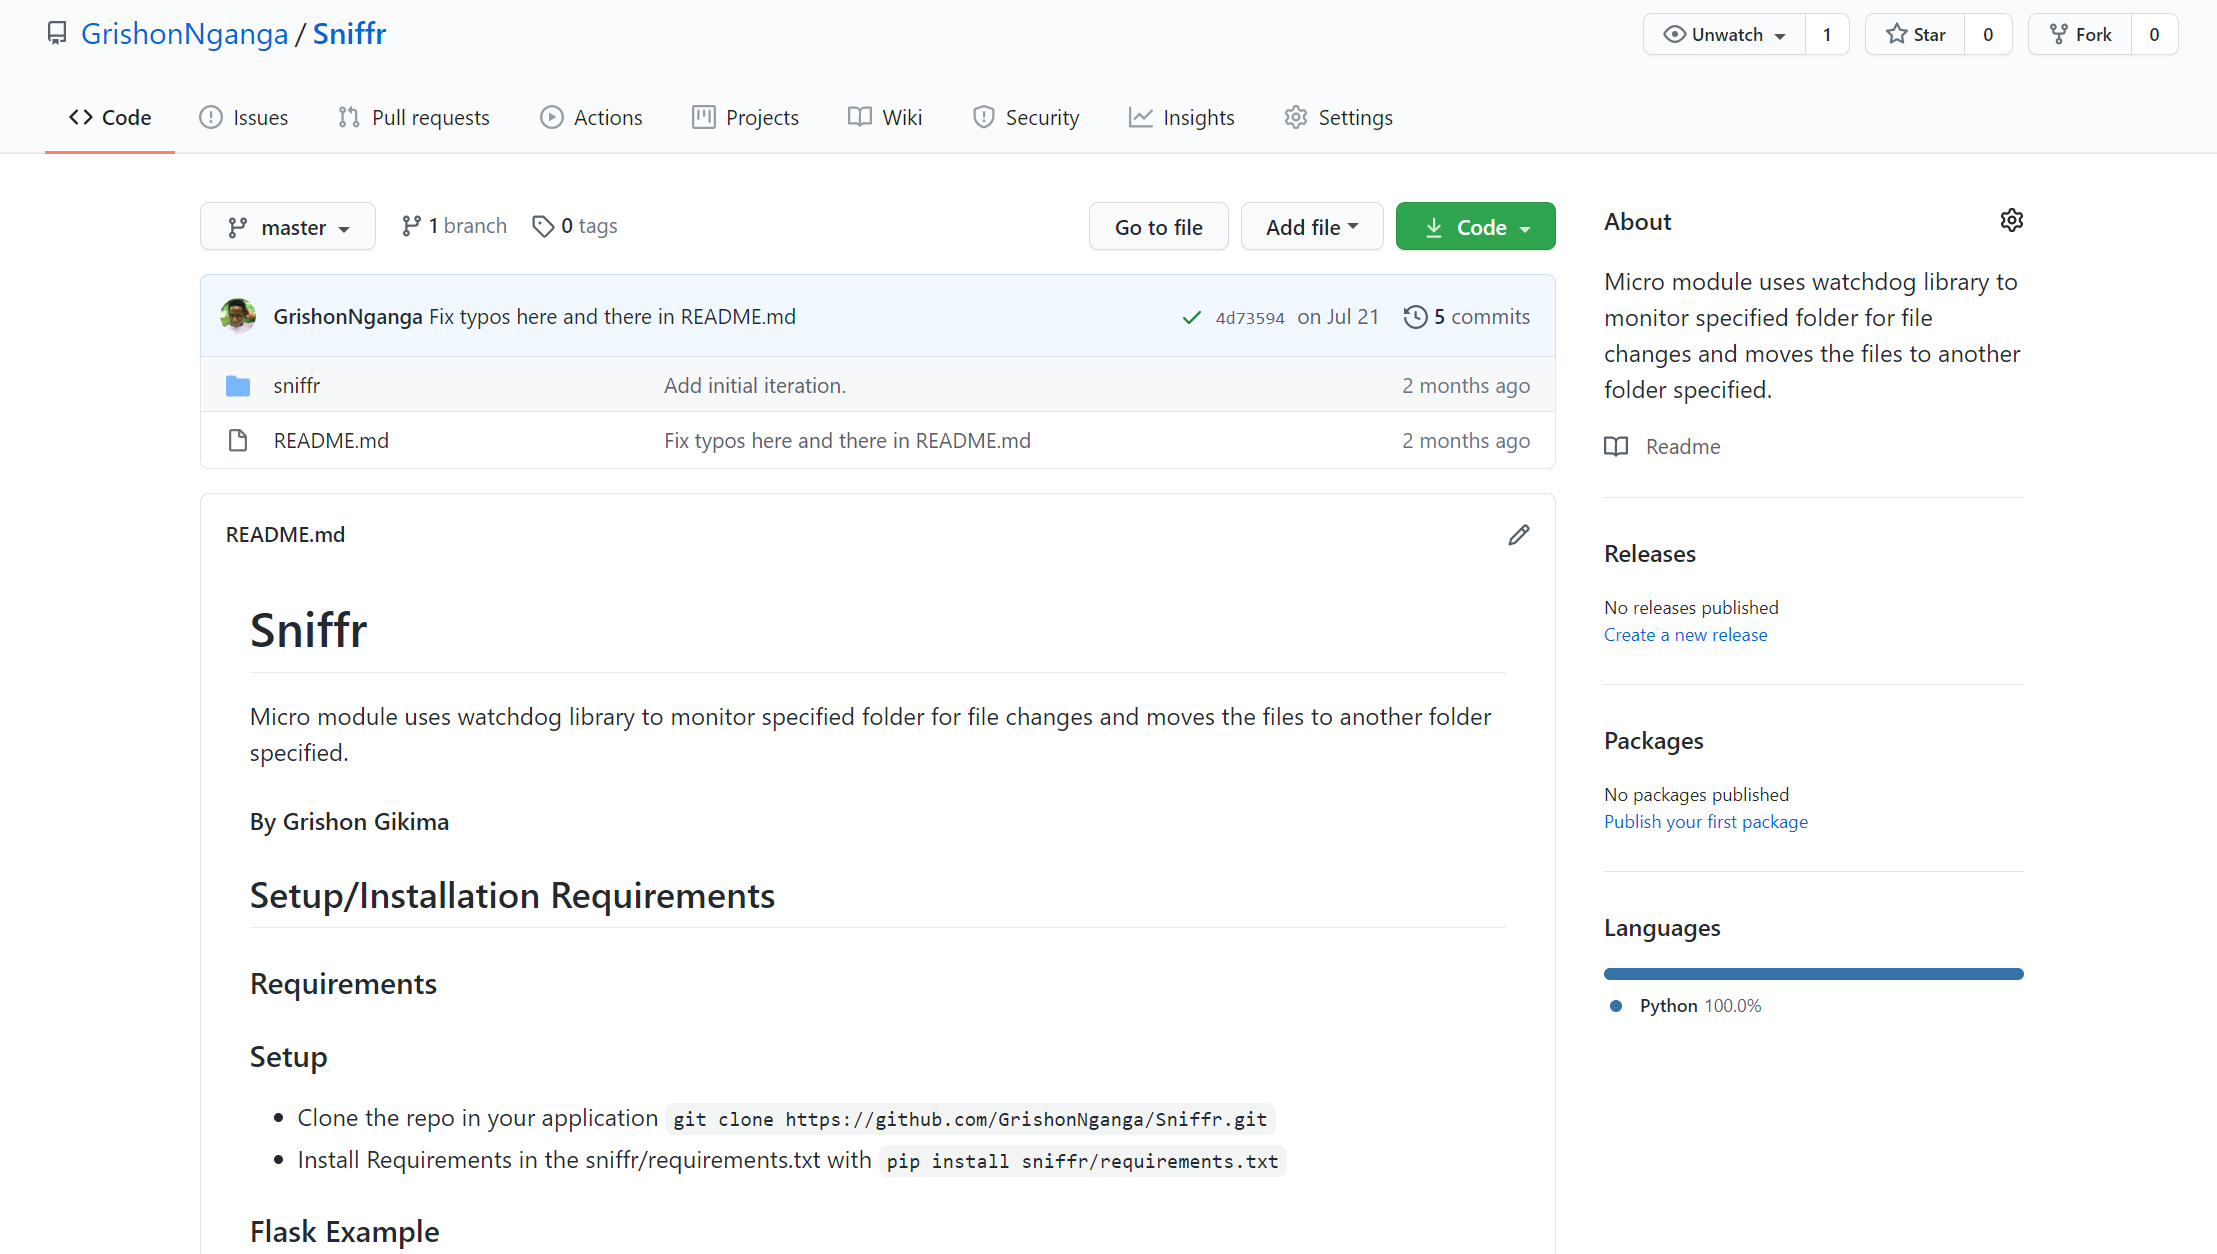 GrishonNganga / Sniffr
Unwatch 1
Star 0
Fork 0
Code
Issues
Pull requests
Actions
Projects
Wiki
Security
Insights
Settings
master
1 branch
0 tags
Go to file
Add file
Code
GrishonNganga Fix typos here and there in README.md
4d73594 on Jul 21
5 commits
sniffr Add initial iteration. 2 months ago
README.md Fix typos here and there in README.md 2 months ago
README.md
Sniffr
Micro module uses watchdog library to monitor specified folder for file changes and moves the files to another folder
specified.
By Grishon Gikima
Setup/Installation Requirements
Requirements
Setup
Clone the repo in your application git clone https://github.com/GrishonNganga/Sniffr.git
Install Requirements in the sniffr/requirements.txt with pip install sniffr/requirements.txt
Flask Example
About
Micro module uses watchdog library to
monitor specified folder for file
changes and moves the files to another
folder specified.
Readme
Releases
No releases published
Create a new release
Packages
No packages published
Publish your first package
Languages
Python 100.0%